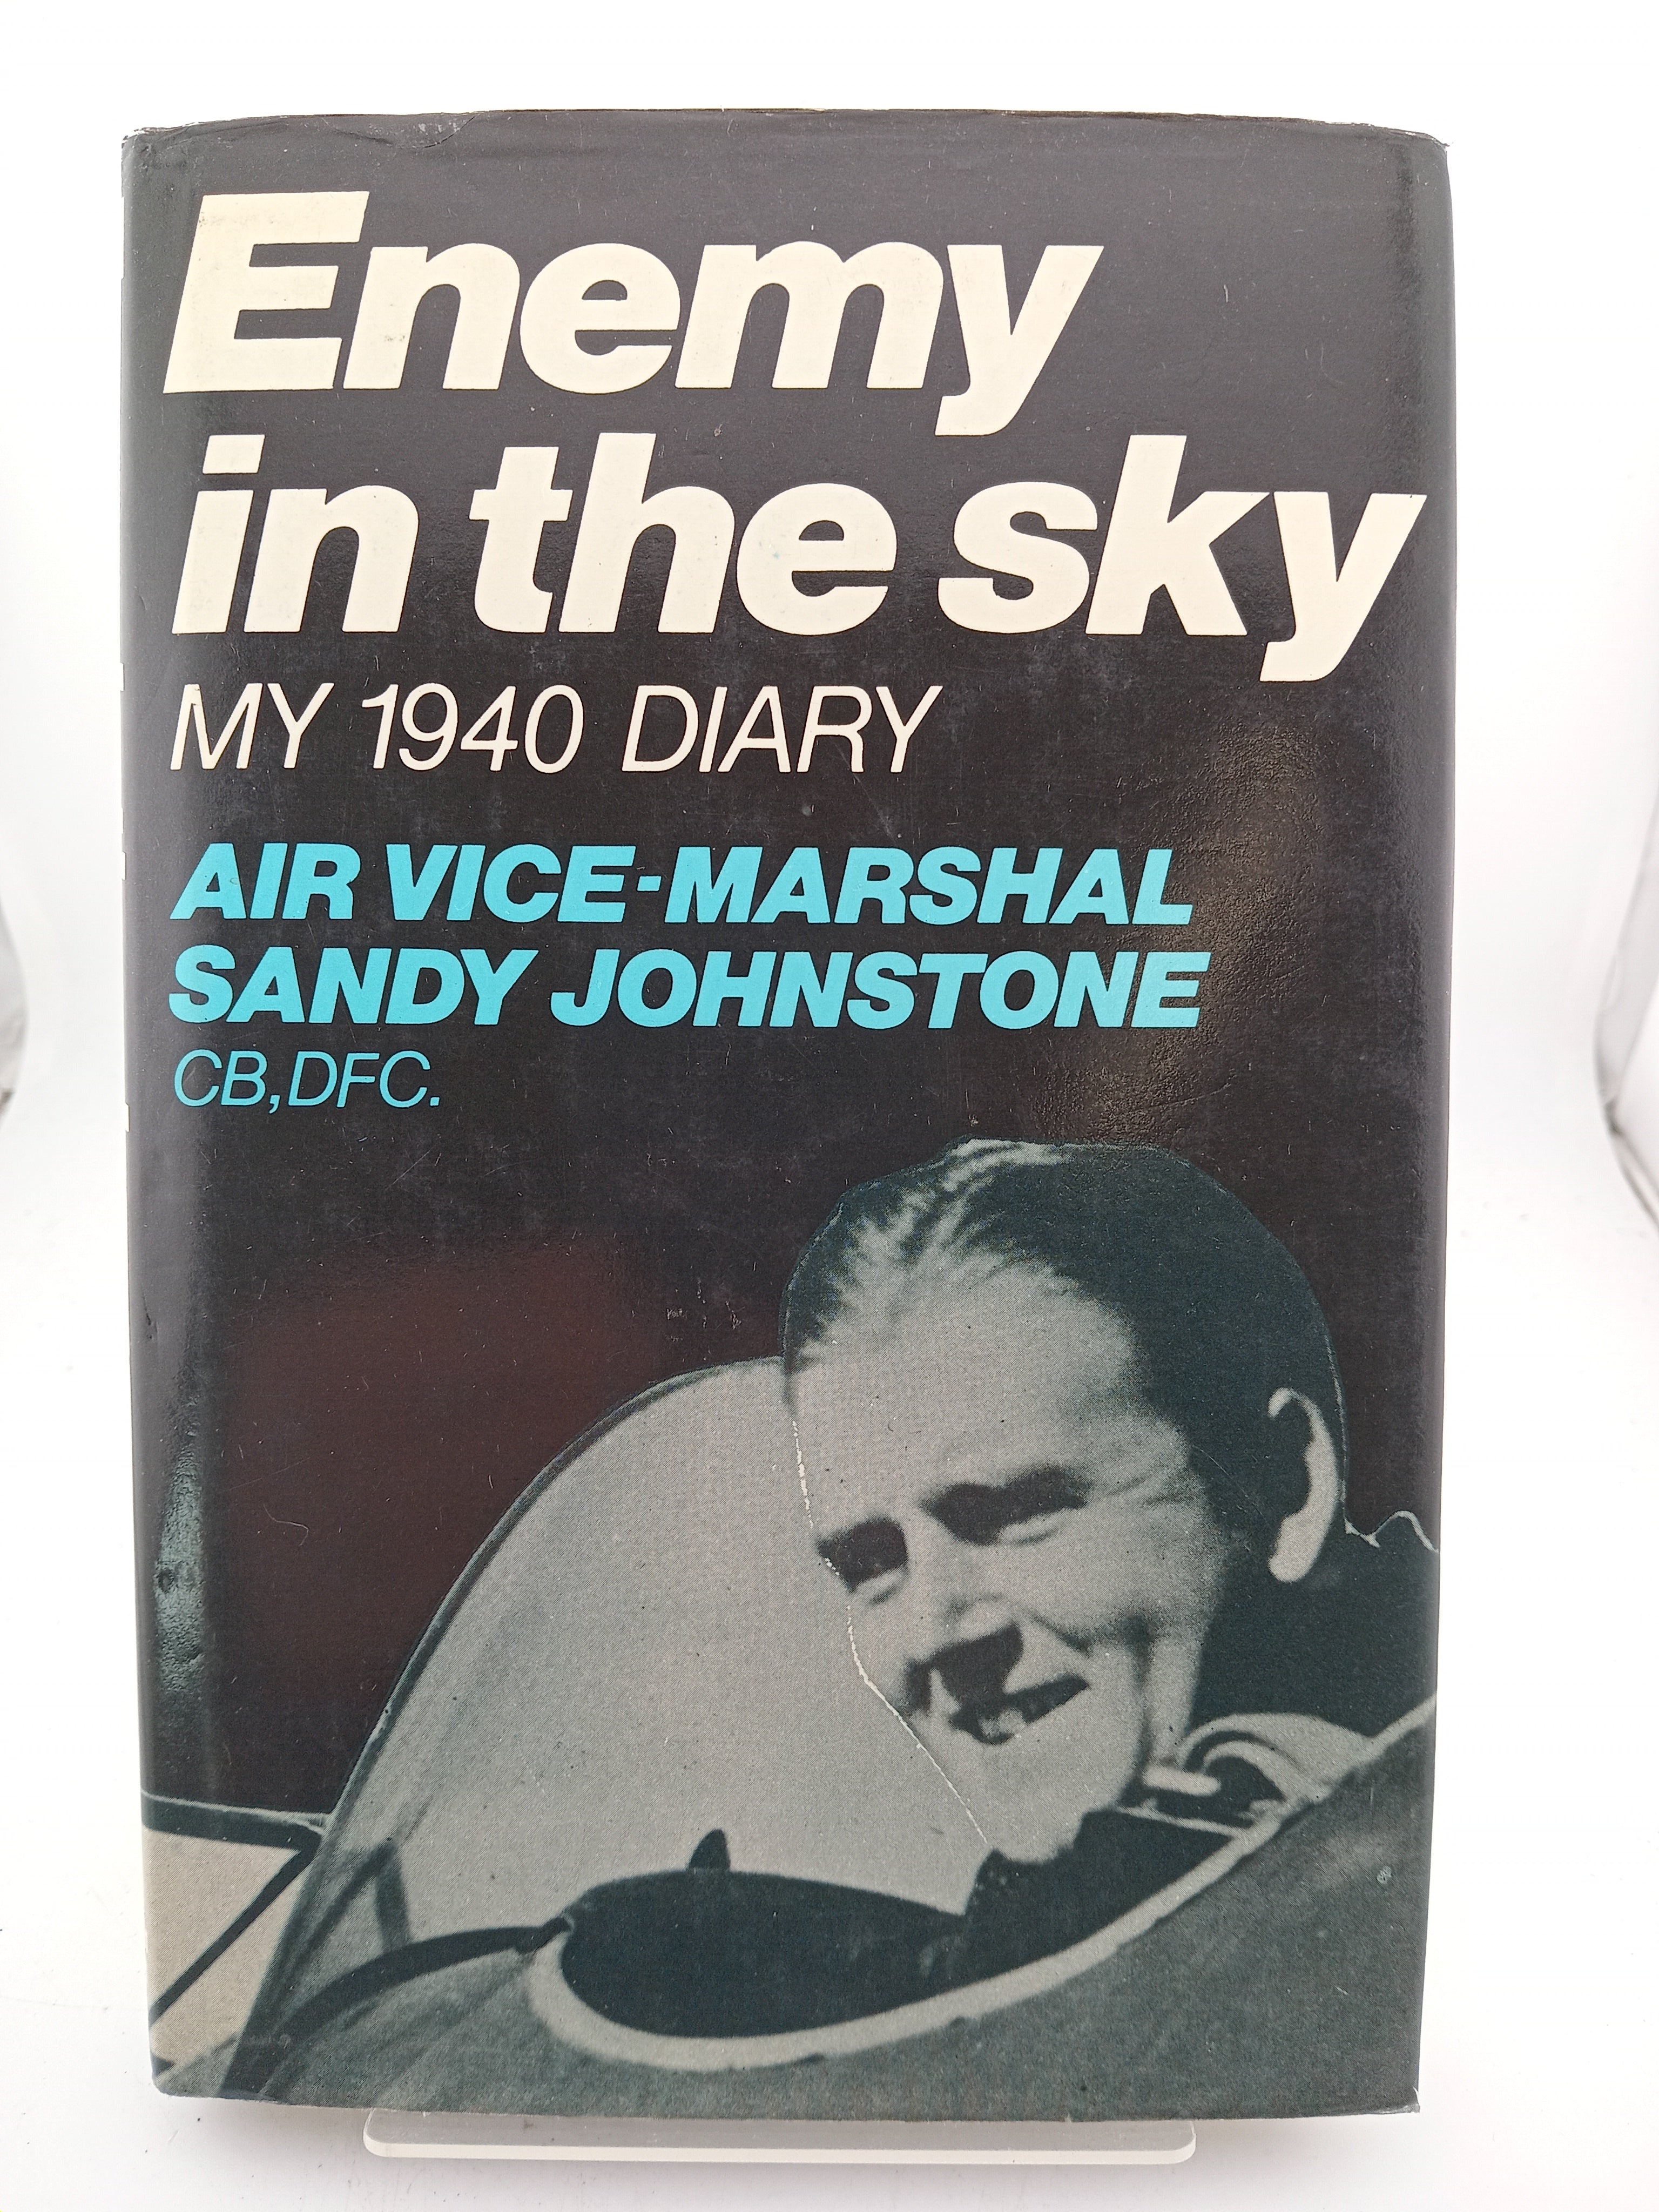 Enemy
in the sky
MY 1940 DIARY
AIR VICE-MARSHAL
SANDY JOHNSTONE
CB,DFC.